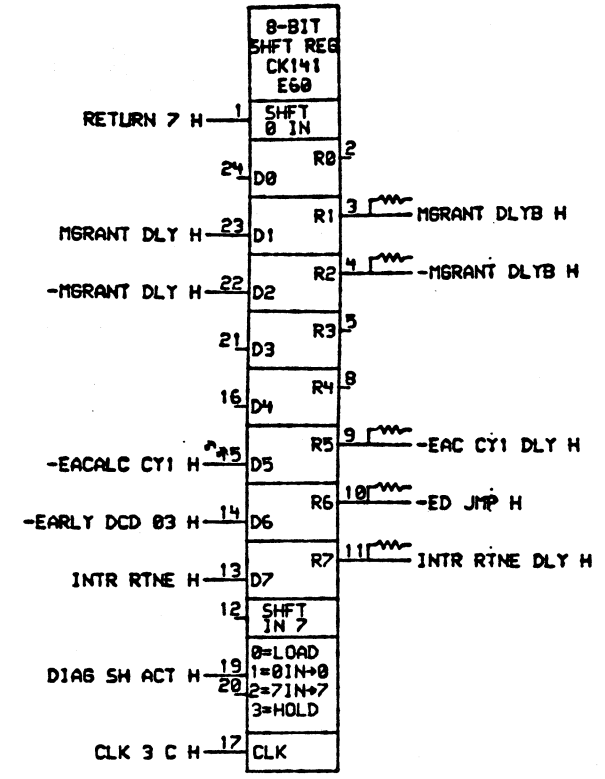 8-BIT
SHFT REG
CK141
E60
RETURN 7 H 1 SHFT
0 IN
R0 2
24 D0
R1 3 MGRANT DLYB H
MGRANT DLY H 23 D1
R2 4 -MGRANT DLYB H
-MGRANT DLY H 22 D2
R3 5
21 D3
R4 8
16 D4
R5 9 -EAC CY1 DLY H
-EACALC CY1 H 5 D5
R6 10 -ED JMP H
-EARLY DCD 03 H 14 D6
R7 11 INTR RTNE DLY H
INTR RTNE H 13 D7
12 SHFT
IN 7
0=LOAD
DIAG SH ACT H 19 1=0IN→0
20 2=7IN→7
3=HOLD
CLK 3 C H 17 CLK